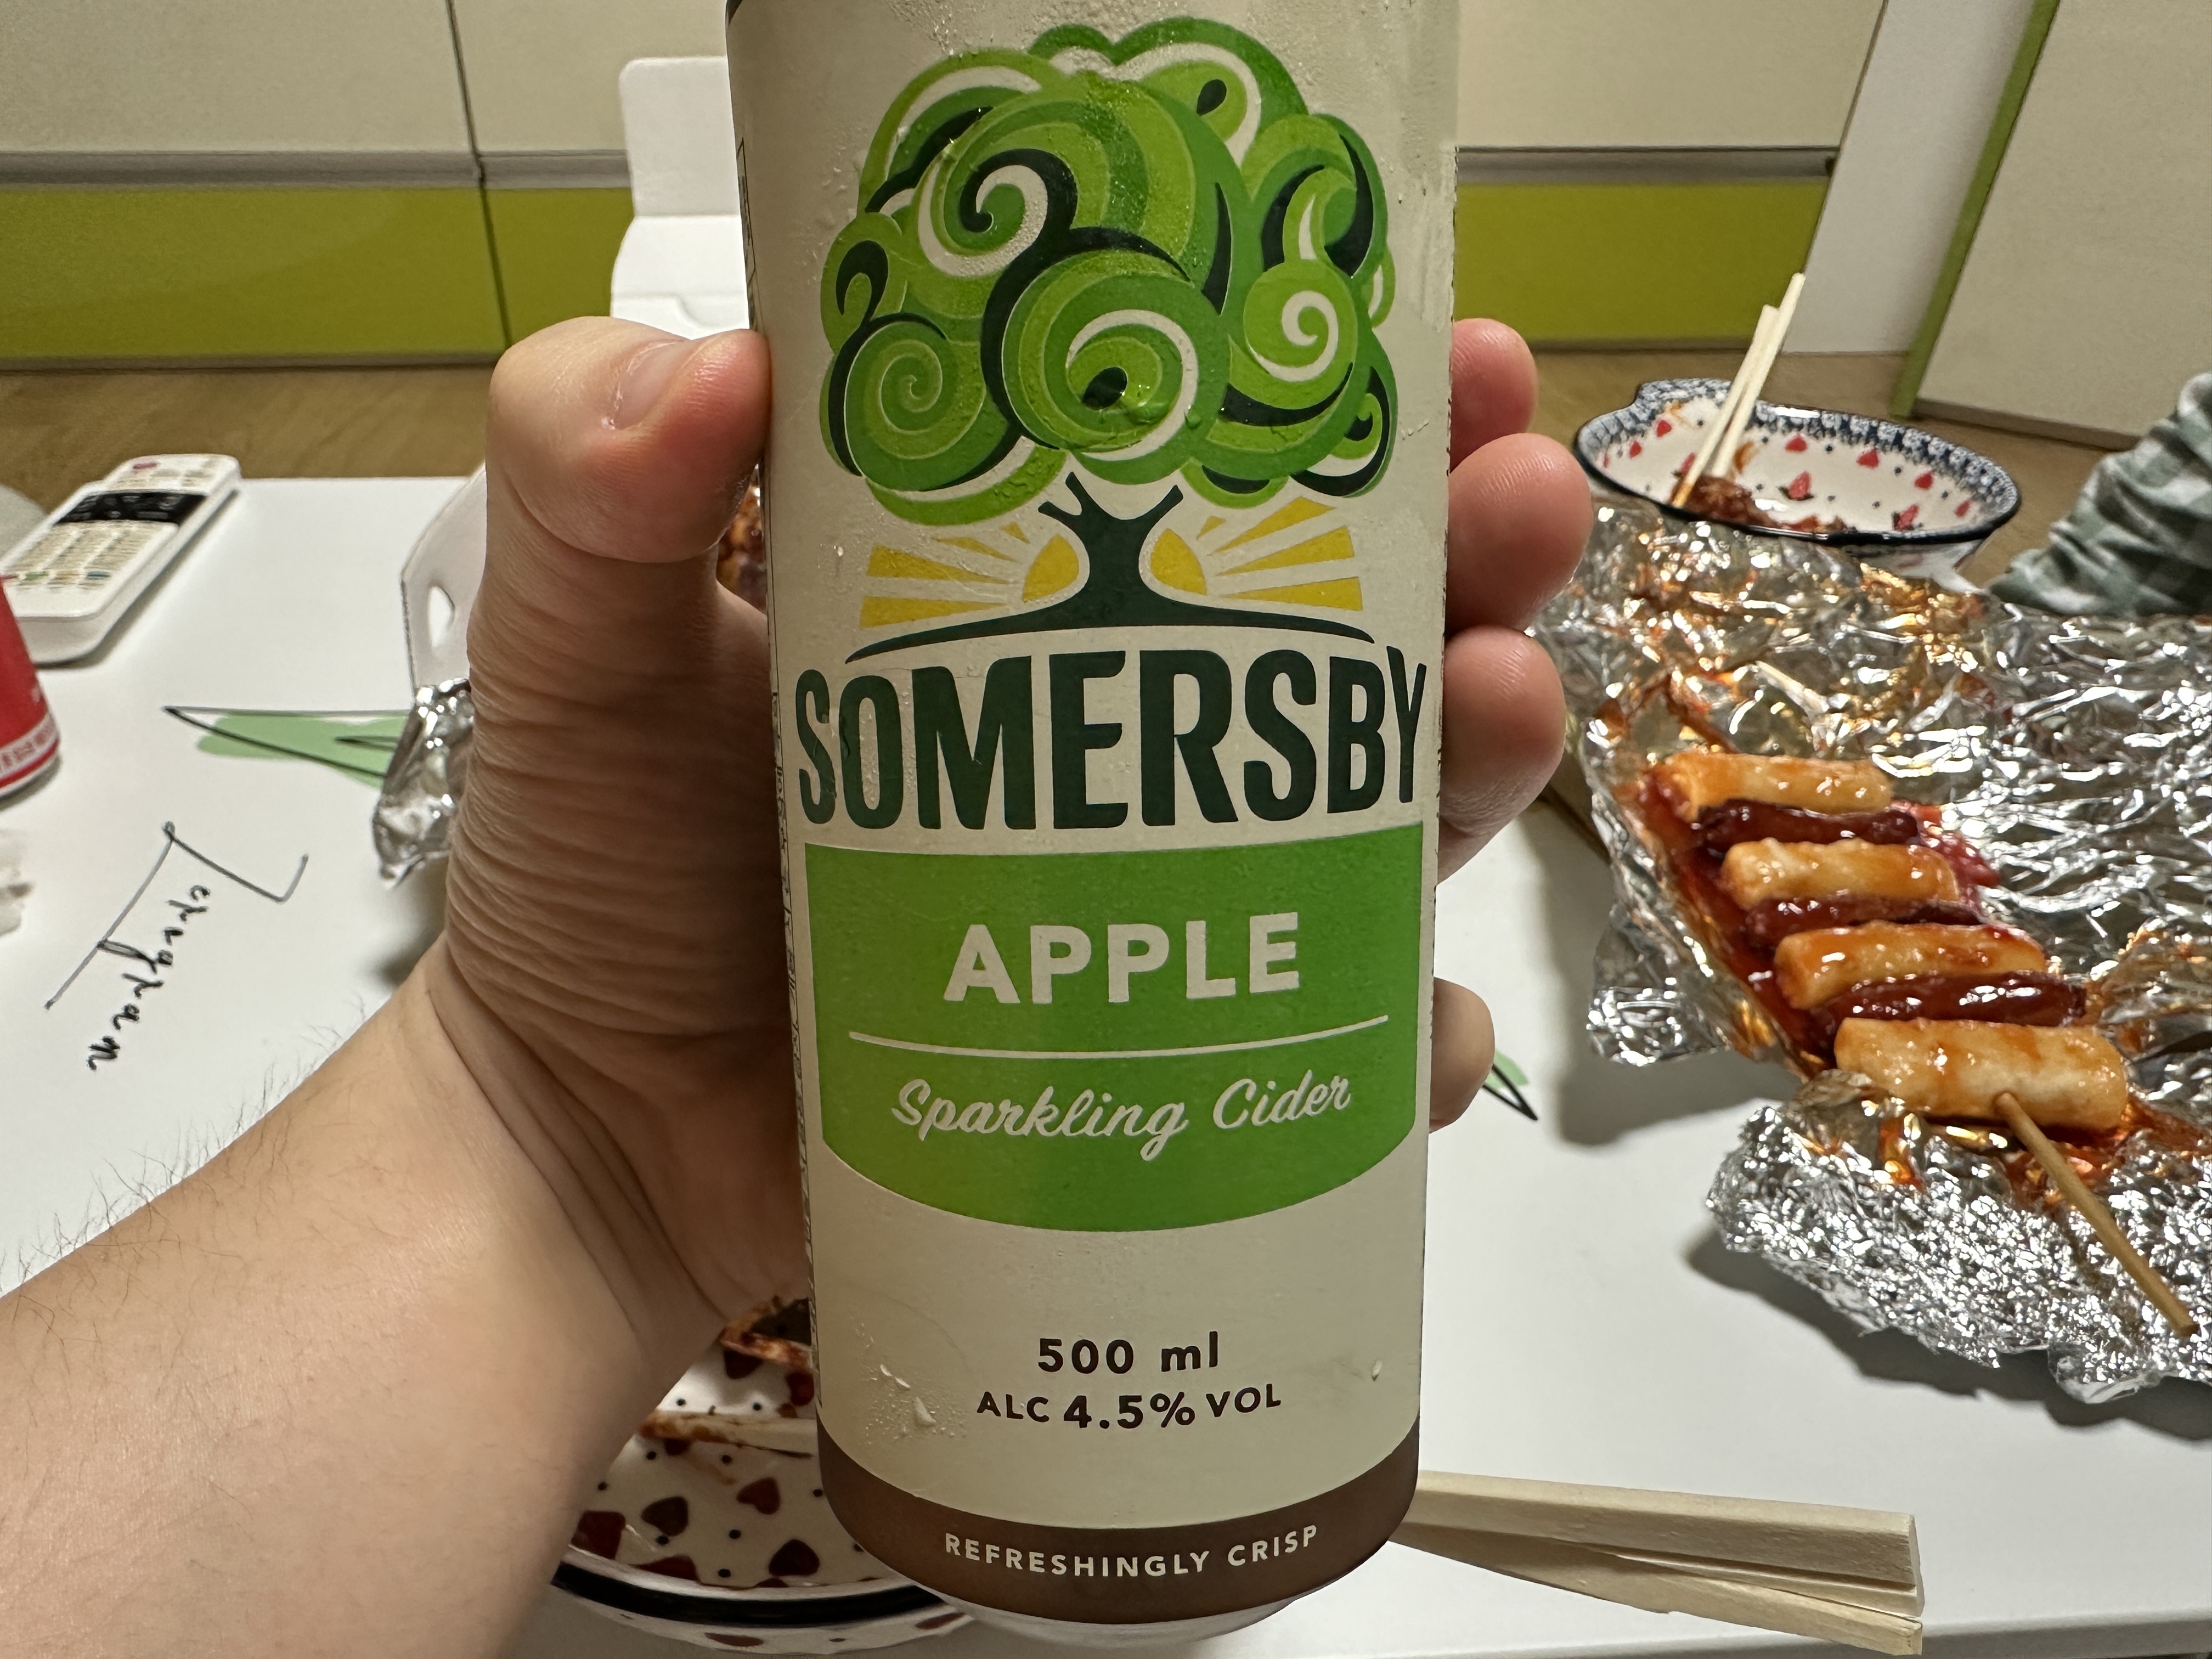 SOMERSBY
APPLE
Sparkling Cider
500 ml
ALC 4.5% VOL
REFRESHINGLY CRISP